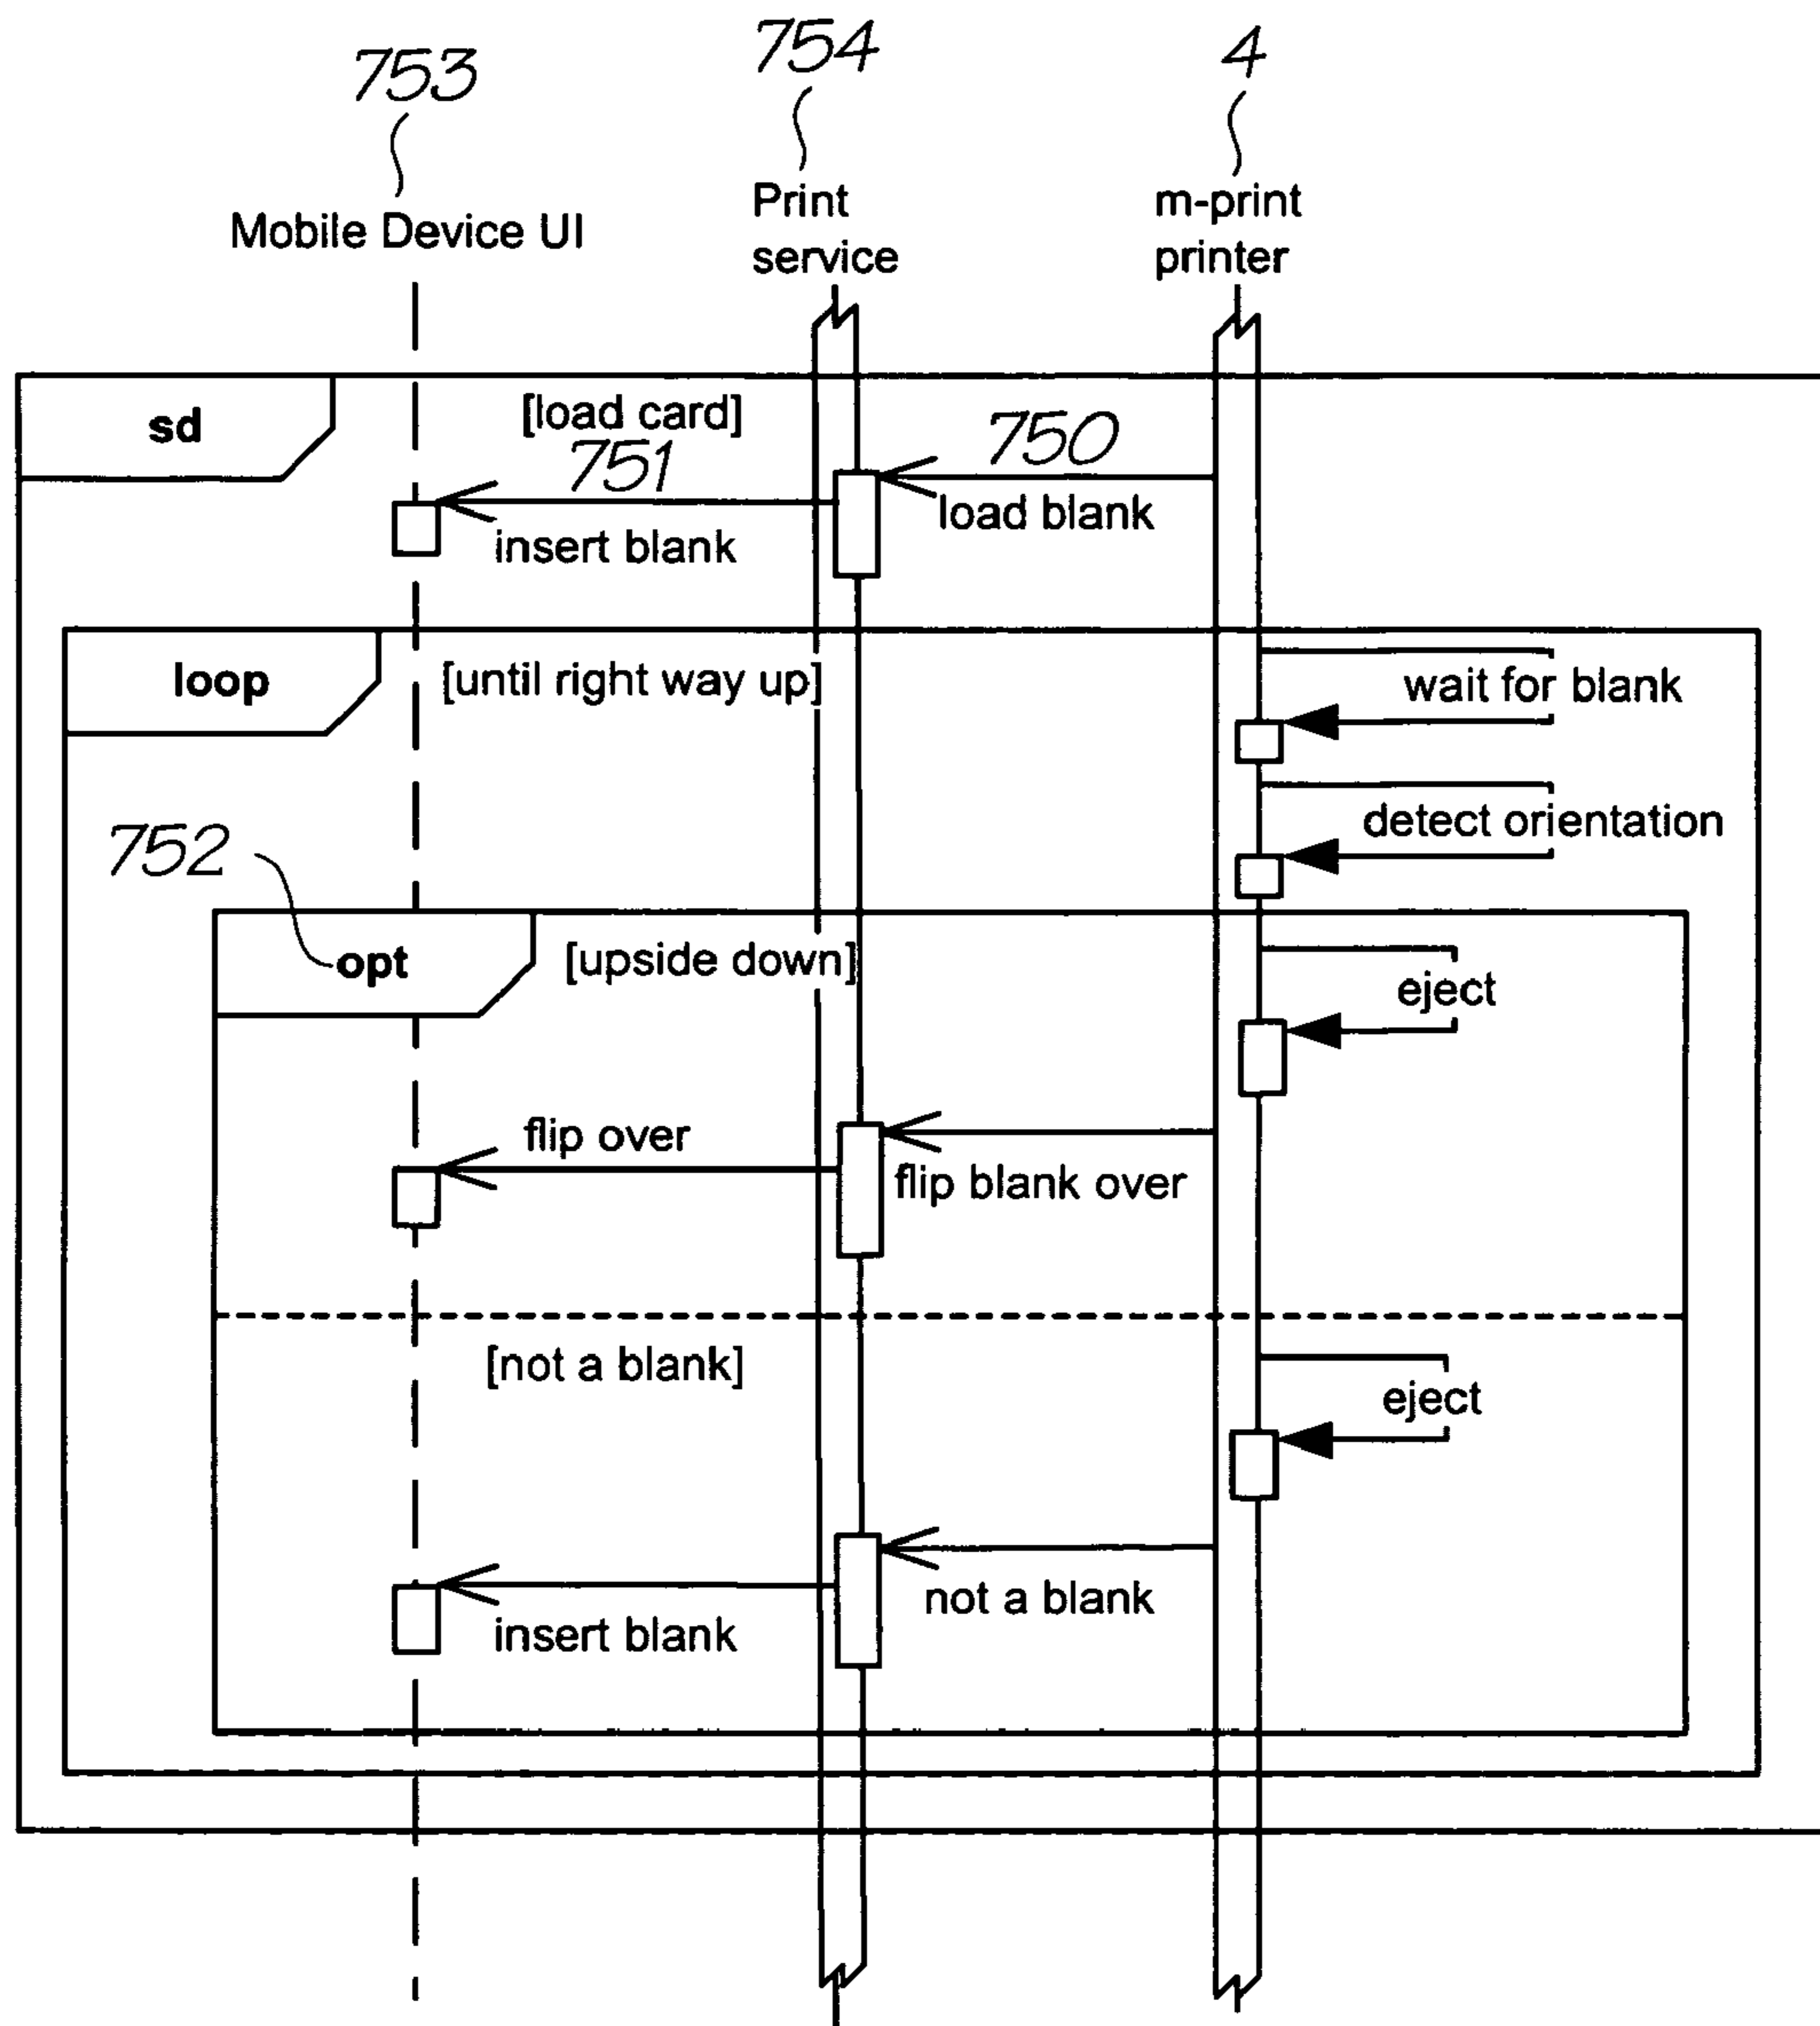 753
754
4
Mobile Device UI
Print
service
m-print
printer
sd
[load card]
751
750
insert blank
load blank
loop
[until right way up]
wait for blank
detect orientation
752
opt
[upside down]
eject
flip over
flip blank over
[not a blank]
eject
not a blank
insert blank